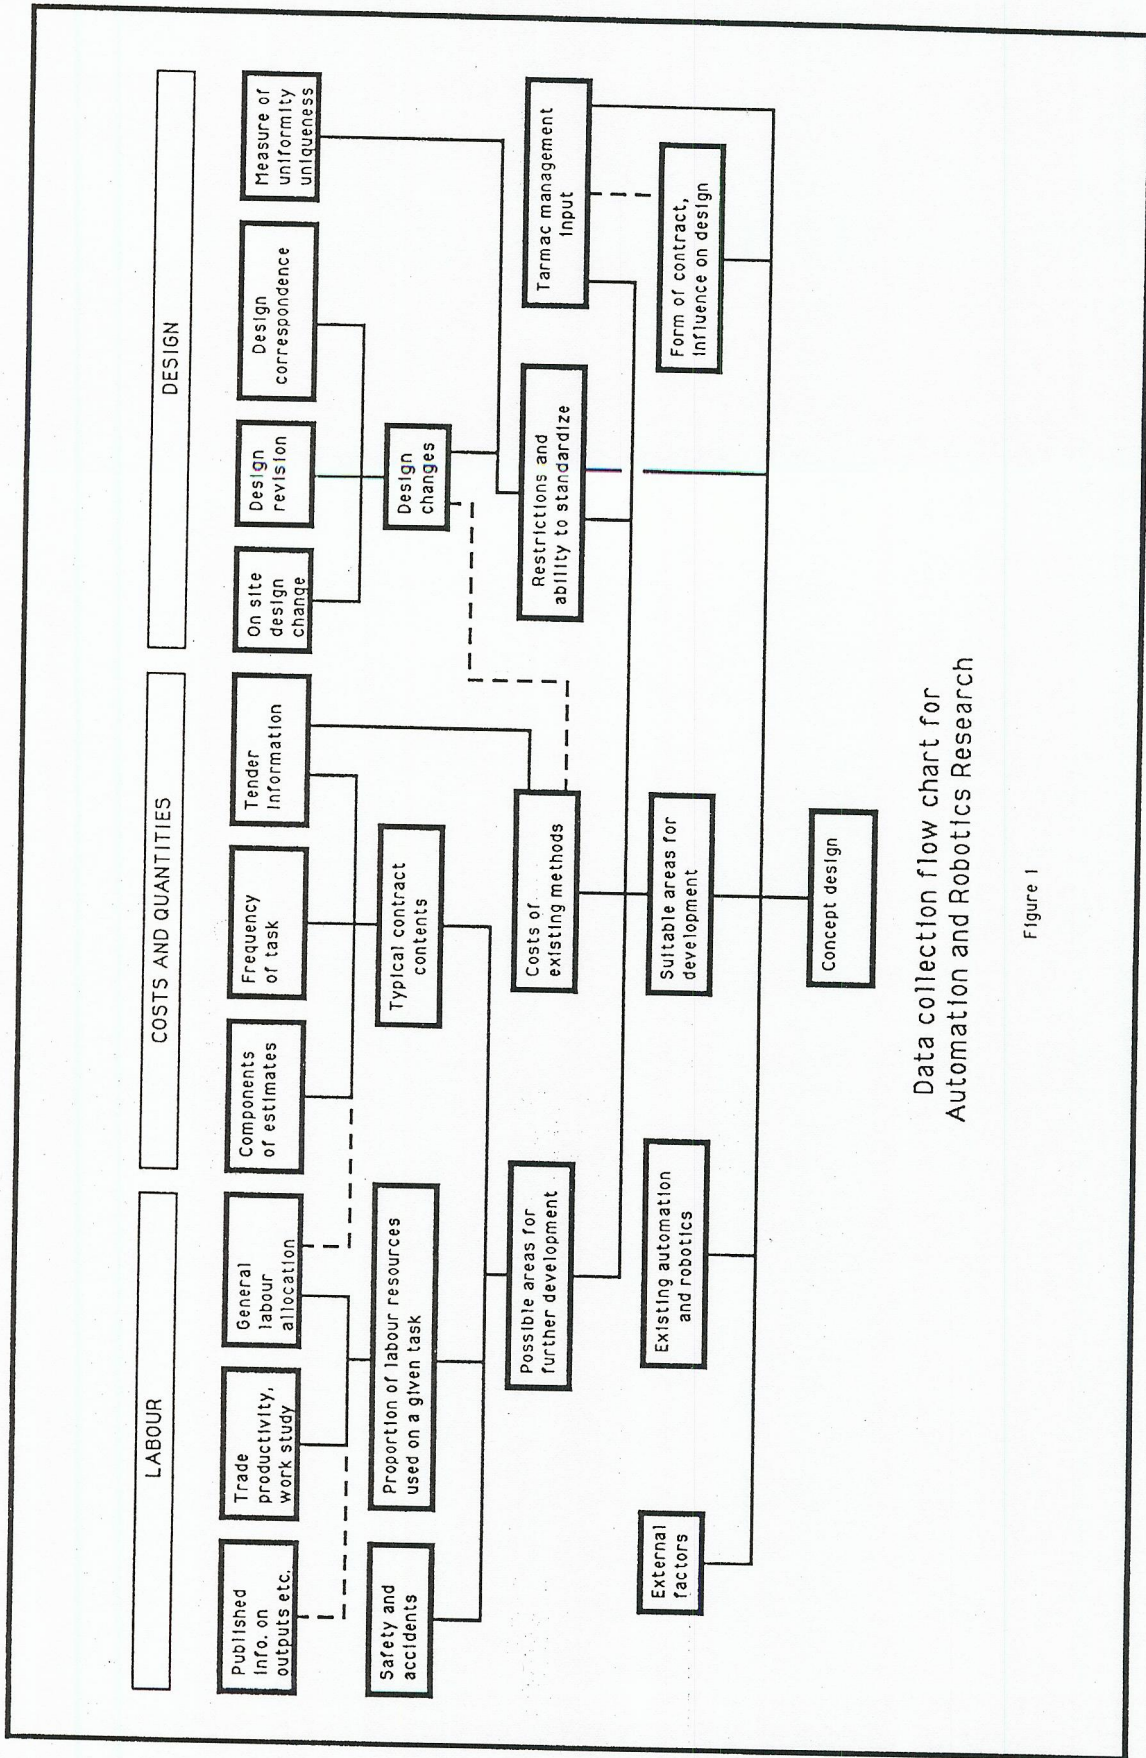 LABOUR
COSTS AND QUANTITIES
DESIGN
Published
Info. on
outputs etc.
Trade
productivity,
work study
General
labour
allocation
Components
of estimates
Frequency
of task
Tender
Information
On site
design
change
Design
revision
Design
correspondence
Measure of
uniformity
uniqueness
Safety and
accidents
Proportion of labour resources
used on a given task
Typical contract
contents
Design
changes
Possible areas for
further development
Costs of
existing methods
Restrictions and
ability to standardize
Tarmac management
Input
External
factors
Existing automation
and robotics
Suitable areas for
development
Form of contract,
Influence on design
Concept design
Data collection flow chart for
Automation and Robotics Research
Figure 1